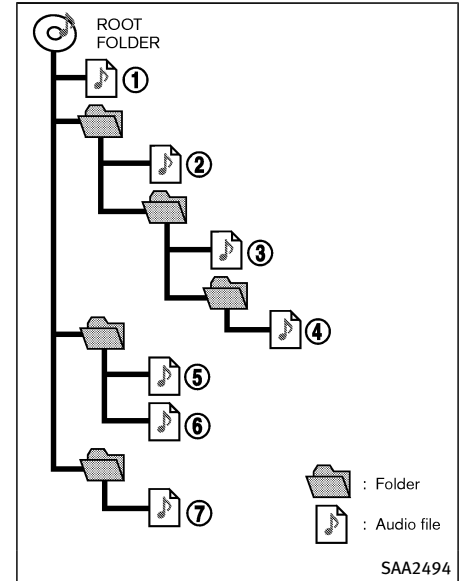 ROOT
FOLDER
①
②
③
④
⑤
⑥
⑦
: Folder
: Audio file
SAA2494